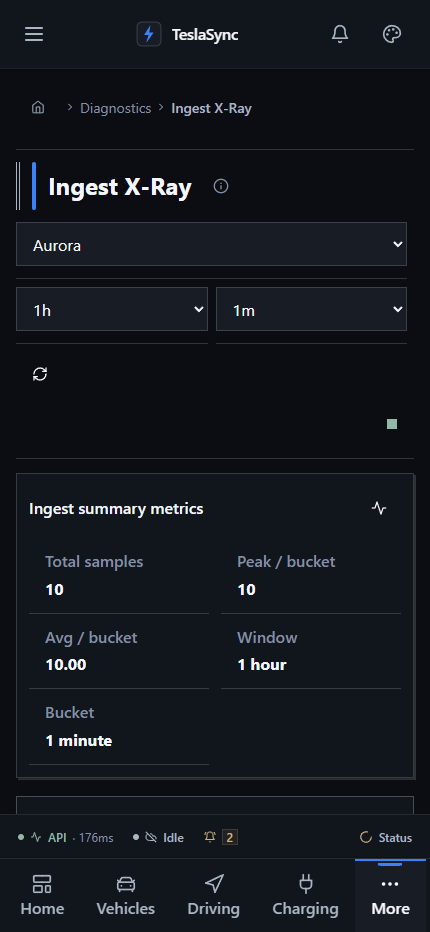 TeslaSync
Diagnostics
Ingest X-Ray
Ingest X-Ray
Aurora
1h
1m
Ingest summary metrics
Total samples
Peak / bucket
10
10
Avg / bucket
Window
10.00
1 hour
Bucket
1 minute
API · 176ms
Idle
2
Status
Home
Vehicles
Driving
Charging
More